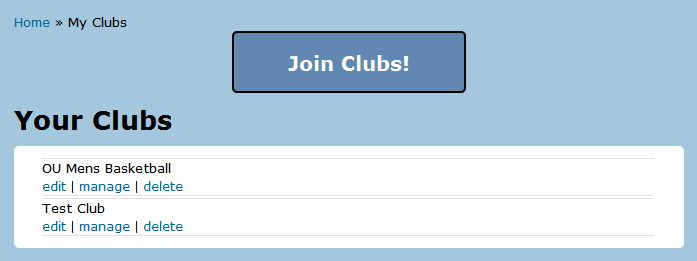 Home » My Clubs
Join Clubs!
Your Clubs
OU Mens Basketball
edit | manage | delete
Test Club
edit | manage | delete